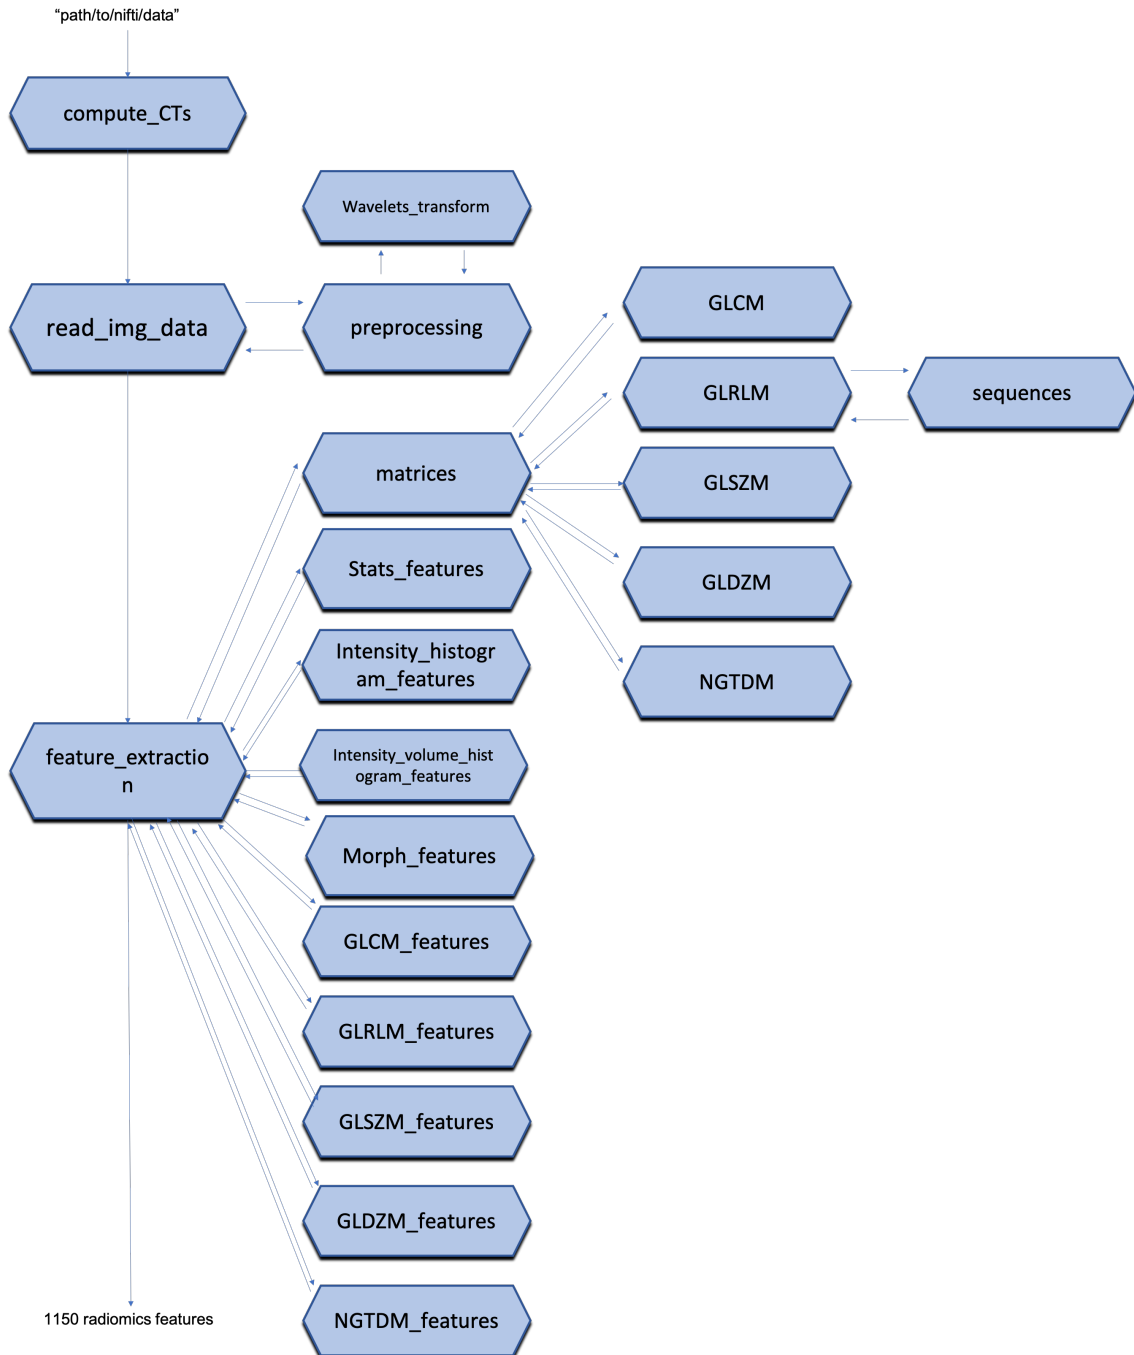 “path/to/nifti/data”
compute_CTs
Wavelets_transform
read_img_data
preprocessing
GLCM
GLRLM
sequences
matrices
GLSZM
Stats_features
GLDZM
Intensity_histogr
am_features
NGTDM
feature_extractio
n
Intensity_volume_hist
ogram_features
Morph_features
GLCM_features
GLRLM_features
GLSZM_features
GLDZM_features
NGTDM_features
1150 radiomics features